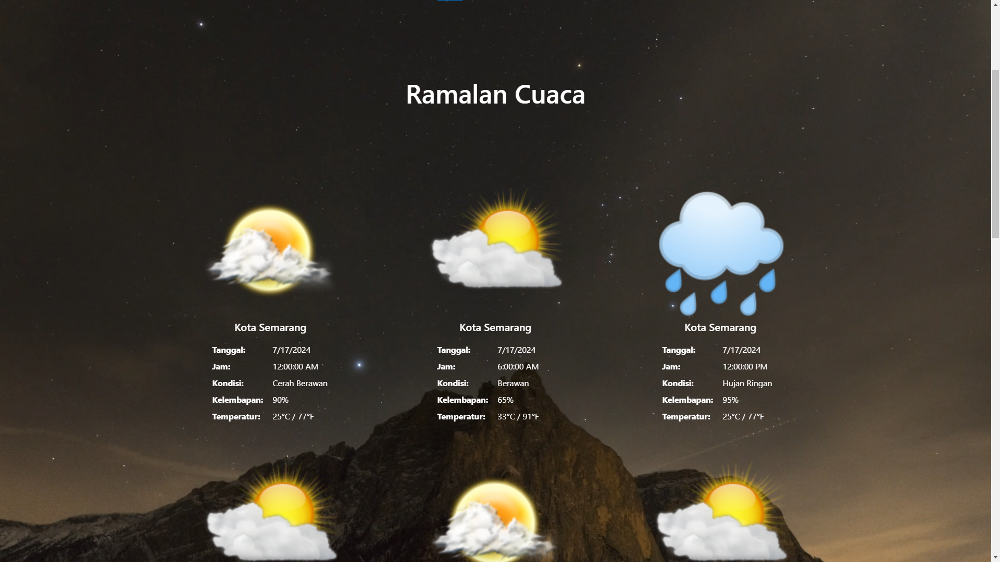 Ramalan Cuaca
Kota Semarang
Tanggal: 7/17/2024
Jam: 12:00:00 AM
Kondisi: Cerah Berawan
Kelembapan: 90%
Temperatur: 25°C / 77°F
Kota Semarang
Tanggal: 7/17/2024
Jam: 6:00:00 AM
Kondisi: Berawan
Kelembapan: 65%
Temperatur: 33°C / 91°F
Kota Semarang
Tanggal: 7/17/2024
Jam: 12:00:00 PM
Kondisi: Hujan Ringan
Kelembapan: 95%
Temperatur: 25°C / 77°F